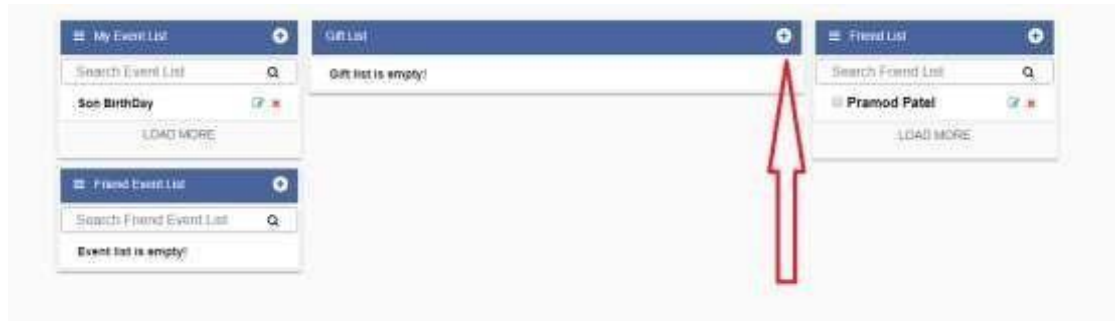 My Event List
Search Event List
Son BirthDay
LOAD MORE
Friend Event List
Search Friend Event List
Event list is empty!
Gift List
Gift list is empty!
Friend List
Search Friend List
Pramod Patel
LOAD MORE